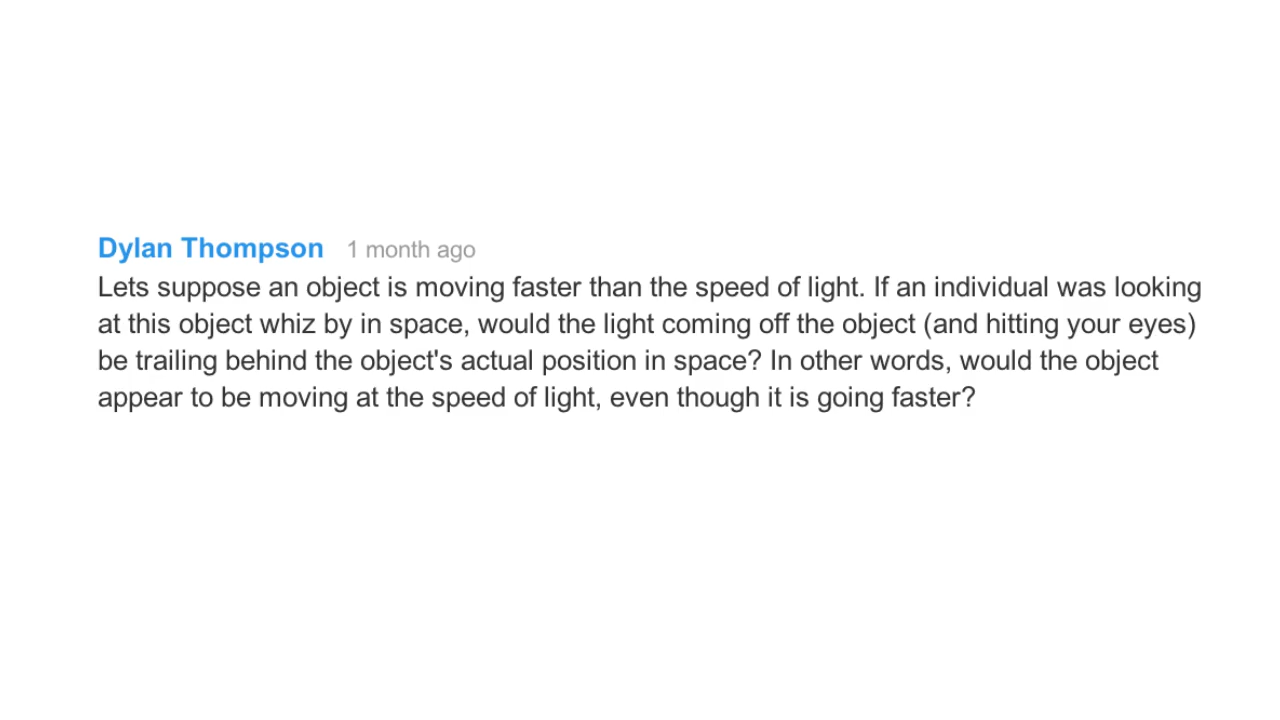 Dylan Thompson 1 month ago
Lets suppose an object is moving faster than the speed of light. If an individual was looking
at this object whiz by in space, would the light coming off the object (and hitting your eyes)
be trailing behind the object's actual position in space? In other words, would the object
appear to be moving at the speed of light, even though it is going faster?